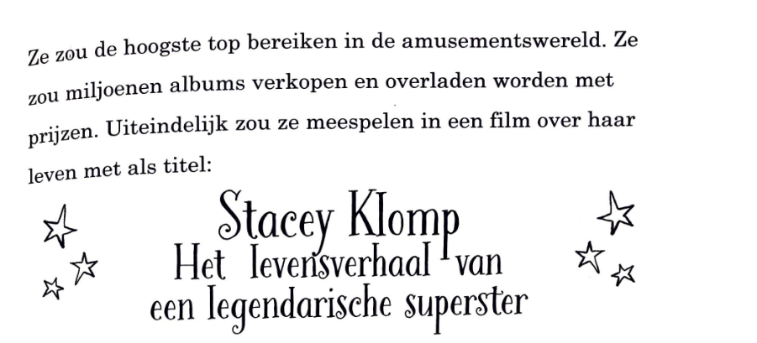 Ze zou de hoogste top bereiken in de amusementswereld. Ze
zou miljoenen albums verkopen en overladen worden met
prijzen. Uiteindelijk zou ze meespelen in een film over haar
leven met als titel:
Stacey Klomp
Het levensverhaal van
een legendarische superster